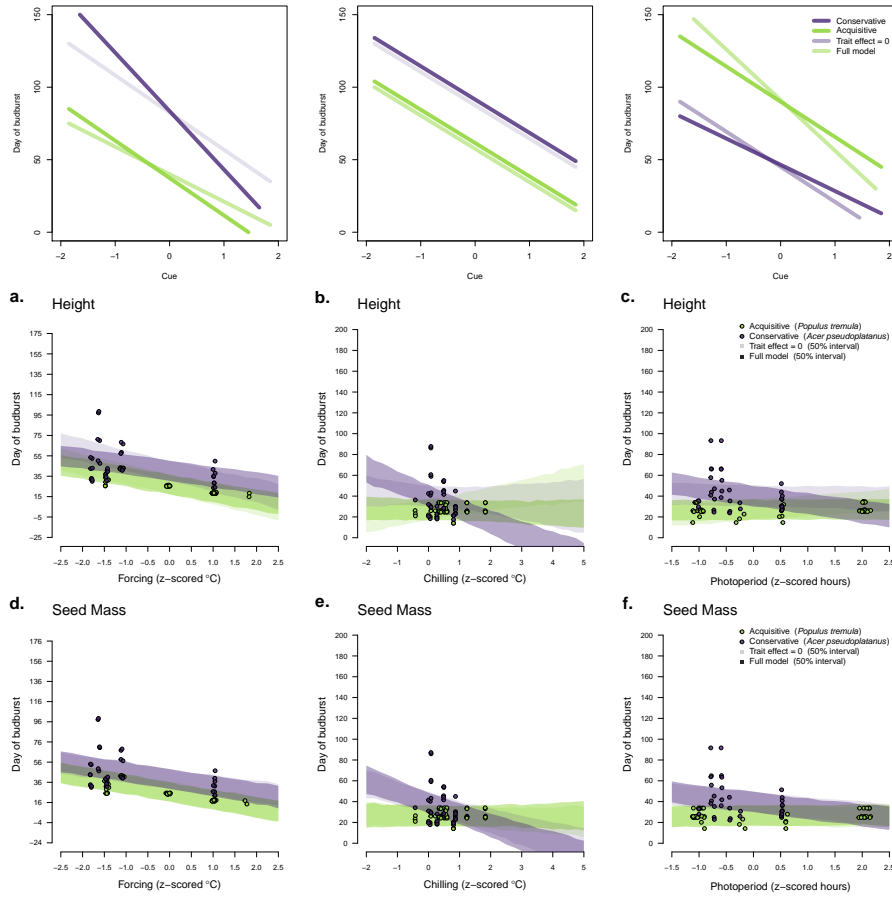 150
100
50
0
Day of budburst
−2 −1 0 1 2
Cue
150
100
50
0
Day of budburst
−2 −1 0 1 2
Cue
150
100
50
0
Day of budburst
−2 −1 0 1 2
Cue
Conservative
Acquisitive
Trait effect = 0
Full model
a. Height
175
155
135
115
95
75
55
35
15
−5
−25
Day of budburst
−2.5 −2.0 −1.5 −1.0 −0.5 0.0 0.5 1.0 1.5 2.0 2.5
Forcing (z−scored °C)
b. Height
200
180
160
140
120
100
80
60
40
20
0
Day of budburst
−2 −1 0 1 2 3 4 5
Chilling (z−scored °C)
c. Height
200
180
160
140
120
100
80
60
40
20
0
Day of budburst
−1.5 −1.0 −0.5 0.0 0.5 1.0 1.5 2.0 2.5
Photoperiod (z−scored hours)
Acquisitive (Populus tremula)
Conservative (Acer pseudoplatanus)
Trait effect = 0 (50% interval)
Full model (50% interval)
d. Seed Mass
176
156
136
116
96
76
56
36
16
−4
−24
Day of budburst
−2.5 −2.0 −1.5 −1.0 −0.5 0.0 0.5 1.0 1.5 2.0 2.5
Forcing (z−scored °C)
e. Seed Mass
200
180
160
140
120
100
80
60
40
20
0
Day of budburst
−2 −1 0 1 2 3 4 5
Chilling (z−scored °C)
f. Seed Mass
200
180
160
140
120
100
80
60
40
20
0
Day of budburst
−1.5 −1.0 −0.5 0.0 0.5 1.0 1.5 2.0 2.5
Photoperiod (z−scored hours)
Acquisitive (Populus tremula)
Conservative (Acer pseudoplatanus)
Trait effect = 0 (50% interval)
Full model (50% interval)